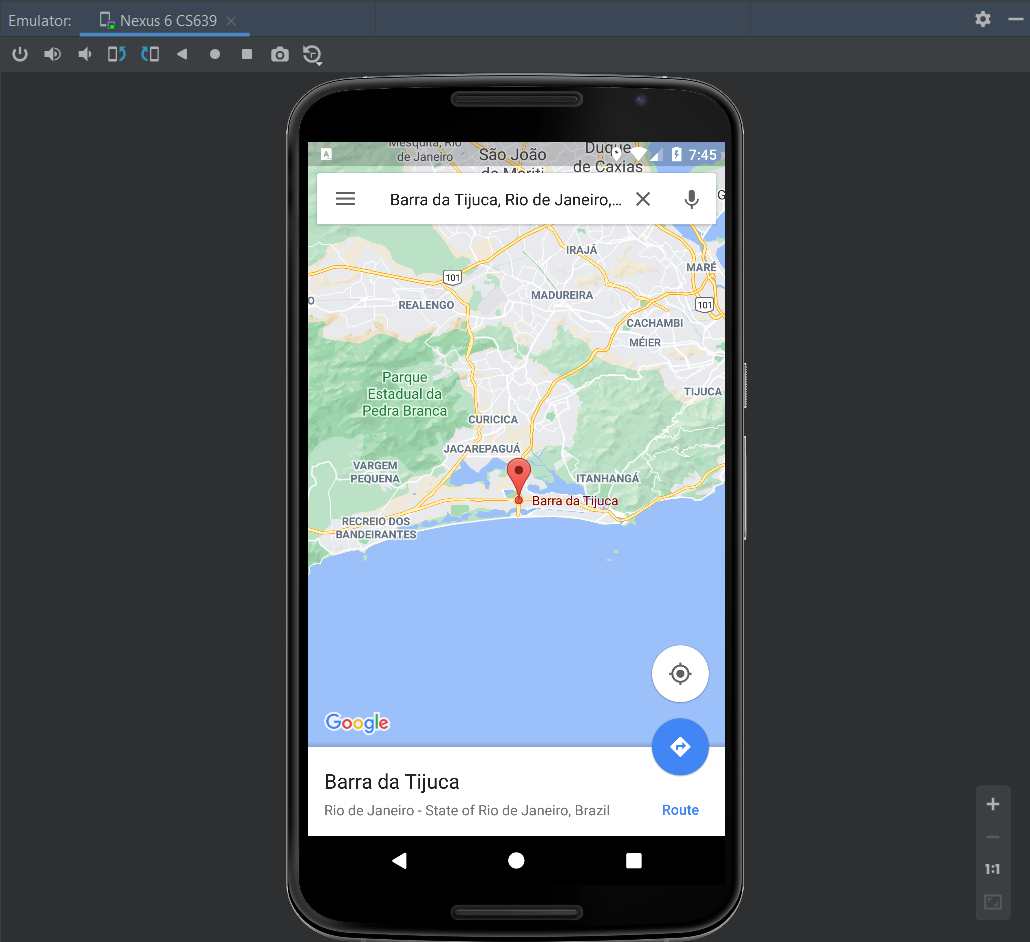 Emulator:
Nexus 6 CS639
A
7:45
Mesquita, Rio
de Janeiro
São João
de Meriti
Duque
de Caxias
Barra da Tijuca, Rio de Janeiro,...
G
IRAJÁ
MARÉ
101
MADUREIRA
101
REALENGO
O
CACHAMBI
MÉIER
Parque
Estadual da
Pedra Branca
TIJUCA
CURICICA
JACAREPAGUÁ
VARGEM
PEQUENA
ITANHANGÁ
Barra da Tijuca
RECREIO DOS
BANDEIRANTES
Google
Barra da Tijuca
Rio de Janeiro - State of Rio de Janeiro, Brazil
Route
1:1